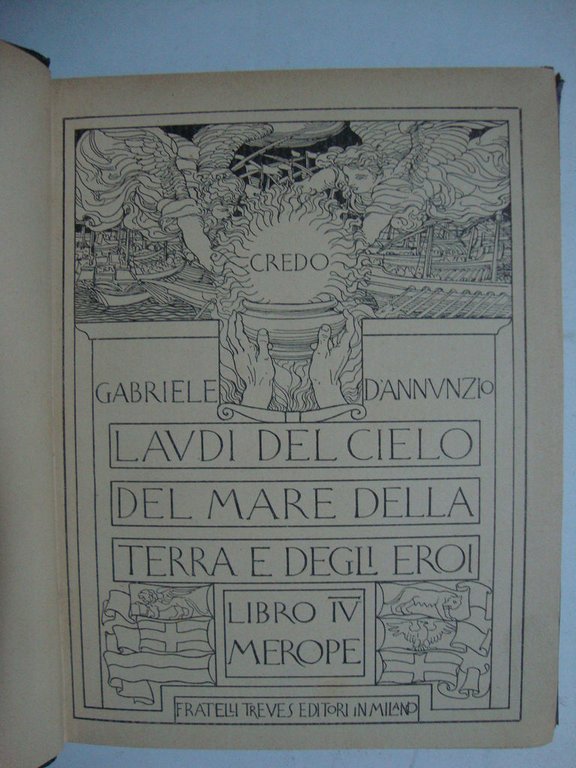 CREDO
GABRIELE D'ANNVNZIO
LAVDI DEL CIELO
DEL MARE DELLA
TERRA E DEGLI EROI
LIBRO IV
MEROPE
FRATELLI TREVES EDITORI IN MILANO